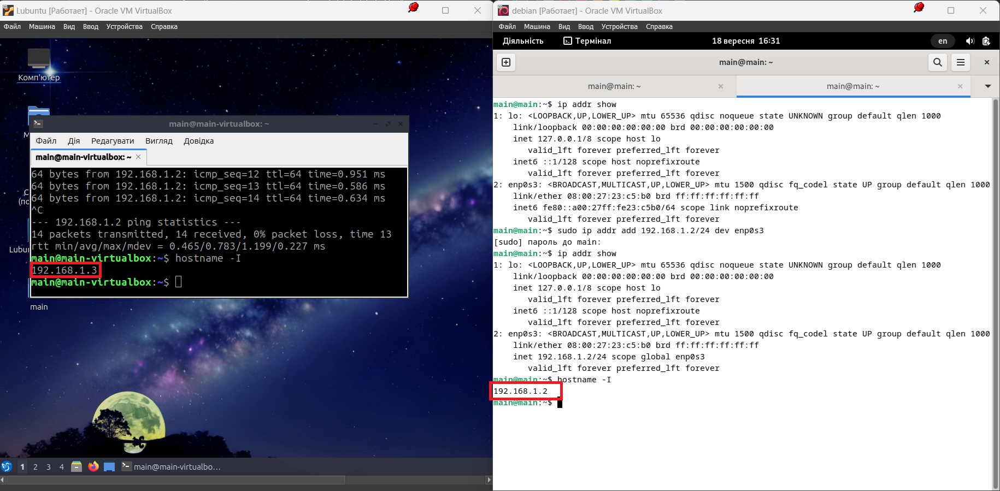 Lubuntu [Работает] - Oracle VM VirtualBox
Файл Машина Вид Ввод Устройства Справка
Комп'ютер
main@main-virtualbox: ~
Файл Дія Редагувати Вигляд Довідка
main@main-virtualbox: ~
64 bytes from 192.168.1.2: icmp_seq=12 ttl=64 time=0.951 ms
64 bytes from 192.168.1.2: icmp_seq=13 ttl=64 time=0.586 ms
64 bytes from 192.168.1.2: icmp_seq=14 ttl=64 time=0.634 ms
^C
--- 192.168.1.2 ping statistics ---
14 packets transmitted, 14 received, 0% packet loss, time 13
rtt min/avg/max/mdev = 0.465/0.783/1.199/0.227 ms
main@main-virtualbox:~$ hostname -I
192.168.1.3
main@main-virtualbox:~$
main
1 2 3 4 main@main-virtualbo…
debian [Работает] - Oracle VM VirtualBox
Файл Машина Вид Ввод Устройства Справка
Діяльність Термінал 18 вересня 16:31 en
main@main: ~
main@main: ~ main@main: ~
main@main:~$ ip addr show
1: lo: <LOOPBACK,UP,LOWER_UP> mtu 65536 qdisc noqueue state UNKNOWN group default qlen 1000
link/loopback 00:00:00:00:00:00 brd 00:00:00:00:00:00
inet 127.0.0.1/8 scope host lo
valid_lft forever preferred_lft forever
inet6 ::1/128 scope host noprefixroute
valid_lft forever preferred_lft forever
2: enp0s3: <BROADCAST,MULTICAST,UP,LOWER_UP> mtu 1500 qdisc fq_codel state UP group default qlen 1000
link/ether 08:00:27:23:c5:b0 brd ff:ff:ff:ff:ff:ff
inet6 fe80::a00:27ff:fe23:c5b0/64 scope link noprefixroute
valid_lft forever preferred_lft forever
main@main:~$ sudo ip addr add 192.168.1.2/24 dev enp0s3
[sudo] пароль до main:
main@main:~$ ip addr show
1: lo: <LOOPBACK,UP,LOWER_UP> mtu 65536 qdisc noqueue state UNKNOWN group default qlen 1000
link/loopback 00:00:00:00:00:00 brd 00:00:00:00:00:00
inet 127.0.0.1/8 scope host lo
valid_lft forever preferred_lft forever
inet6 ::1/128 scope host noprefixroute
valid_lft forever preferred_lft forever
2: enp0s3: <BROADCAST,MULTICAST,UP,LOWER_UP> mtu 1500 qdisc fq_codel state UP group default qlen 1000
link/ether 08:00:27:23:c5:b0 brd ff:ff:ff:ff:ff:ff
inet 192.168.1.2/24 scope global enp0s3
valid_lft forever preferred_lft forever
main@main:~$ hostname -I
192.168.1.2
main@main:~$